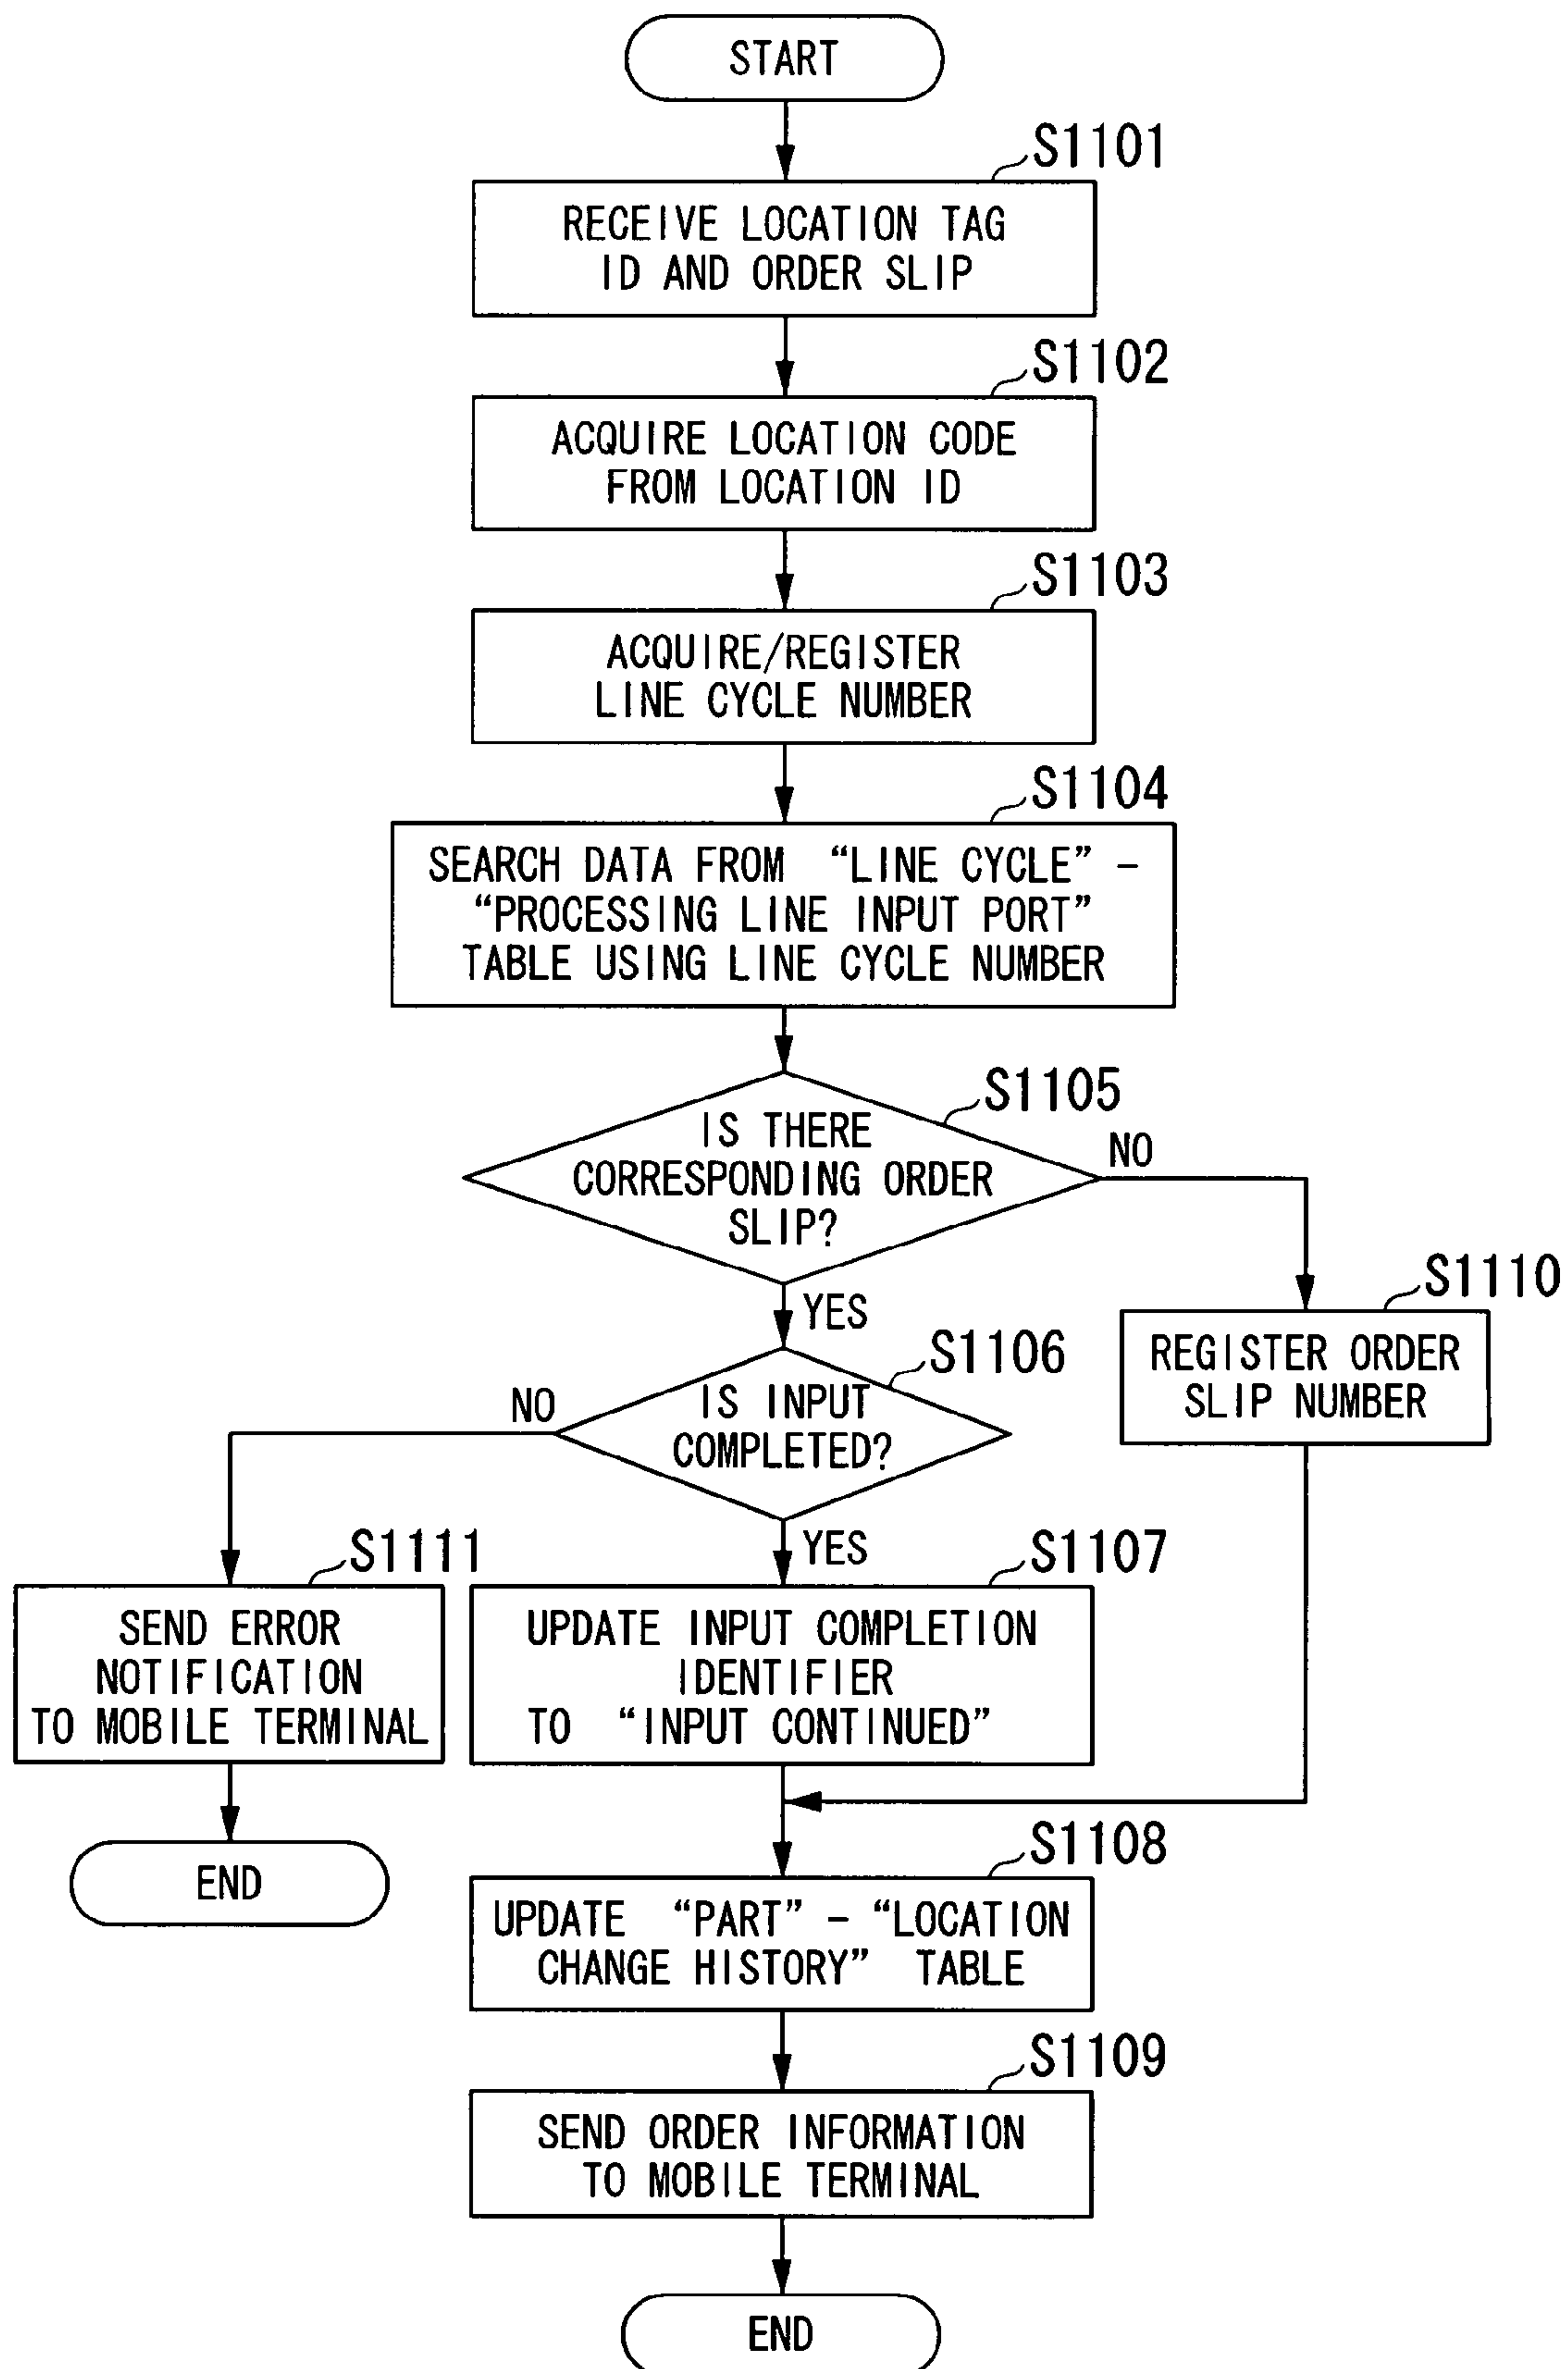 START
S1101
RECEIVE LOCATION TAG
ID AND ORDER SLIP
S1102
ACQUIRE LOCATION CODE
FROM LOCATION ID
S1103
ACQUIRE/REGISTER
LINE CYCLE NUMBER
S1104
SEARCH DATA FROM “LINE CYCLE” –
“PROCESSING LINE INPUT PORT”
TABLE USING LINE CYCLE NUMBER
S1105
IS THERE
CORRESPONDING ORDER
SLIP?
NO
YES
S1110
REGISTER ORDER
SLIP NUMBER
S1106
IS INPUT
COMPLETED?
NO
YES
S1111
SEND ERROR
NOTIFICATION
TO MOBILE TERMINAL
END
S1107
UPDATE INPUT COMPLETION
IDENTIFIER
TO “INPUT CONTINUED”
S1108
UPDATE “PART” – “LOCATION
CHANGE HISTORY” TABLE
S1109
SEND ORDER INFORMATION
TO MOBILE TERMINAL
END